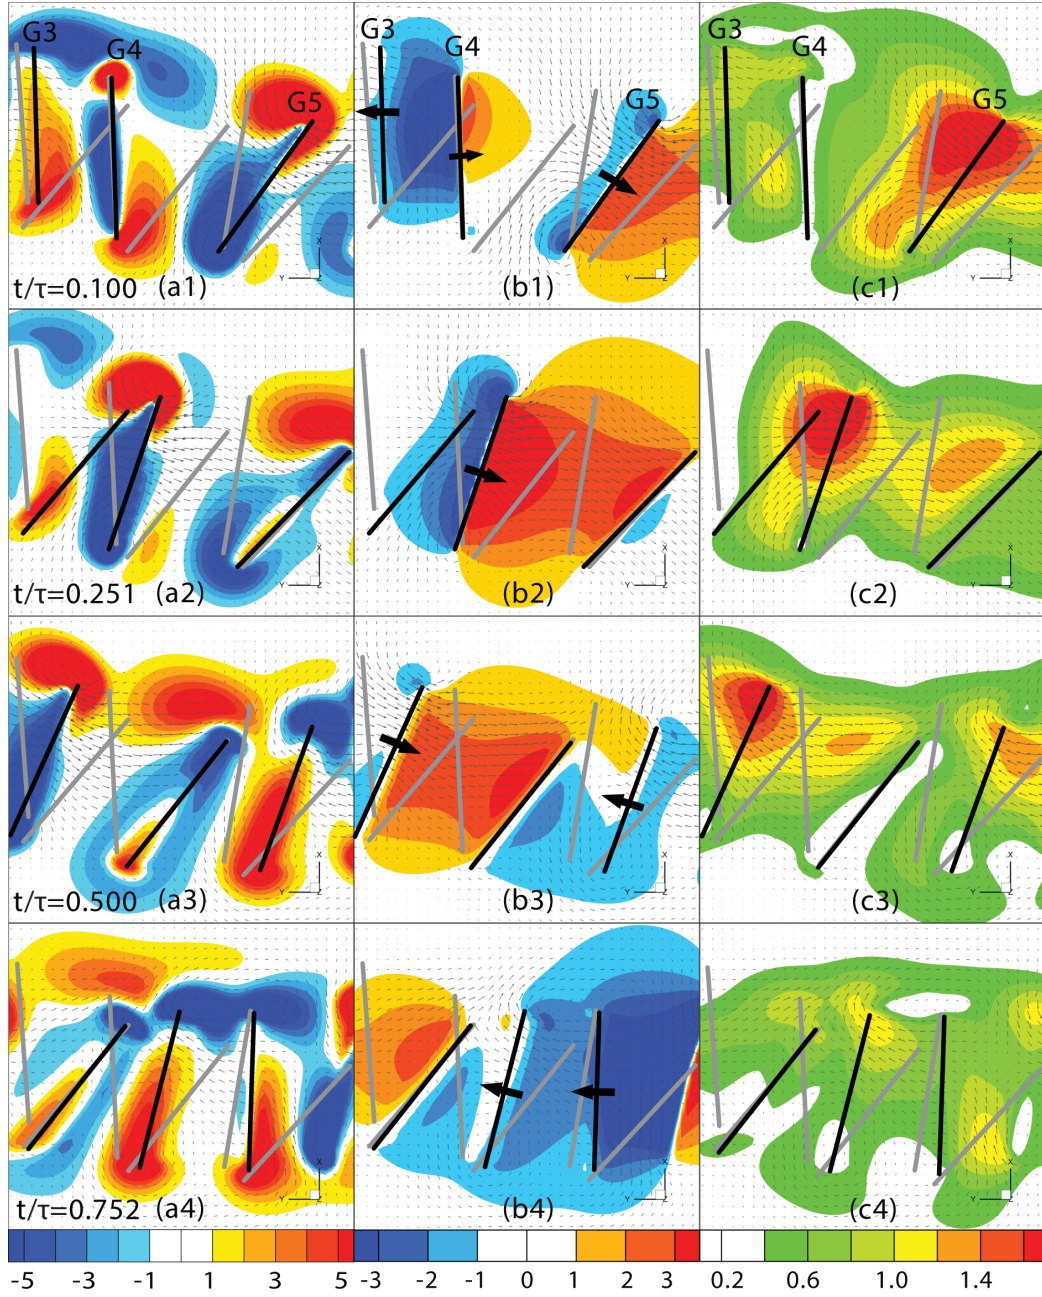 G3
G4
G5
t/τ=0.100 (a1)
Y X Z
G3
G4
G5
(b1)
Y X Z
G3
G4
G5
(c1)
Y X Z
t/τ=0.251 (a2)
Y X Z
(b2)
Y X Z
(c2)
Y X Z
t/τ=0.500 (a3)
Y X Z
(b3)
Y X Z
(c3)
Y X Z
t/τ=0.752 (a4)
Y X Z
(b4)
Y X Z
(c4)
Y X Z
-5 -3 -1 1 3 5
-3 -2 -1 0 1 2 3
0.2 0.6 1.0 1.4